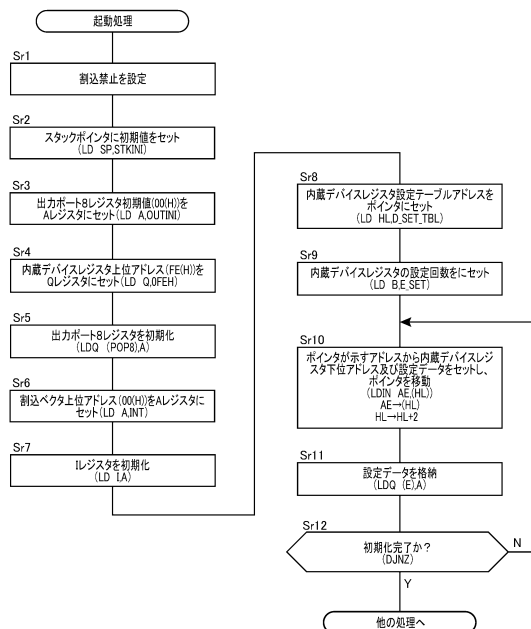 起動処理
Sr1
割込禁止を設定
Sr2
スタックポインタに初期値をセット
(LD SP,STKINI)
Sr3
出力ポート8レジスタ初期値(00(H))を
Aレジスタにセット(LD A,OUTINI)
Sr4
内蔵デバイスレジスタ上位アドレス(FE(H))を
Qレジスタにセット(LD Q,0FEH)
Sr5
出力ポート8レジスタを初期化
(LDQ (POP8),A)
Sr6
割込ベクタ上位アドレス(00(H))をAレジスタに
セット(LD A,INT)
Sr7
Iレジスタを初期化
(LD I,A)
Sr8
内蔵デバイスレジスタ設定テーブルアドレスを
ポインタにセット
(LD HL,D_SET_TBL)
Sr9
内蔵デバイスレジスタの設定回数をにセット
(LD B,E_SET)
Sr10
ポインタが示すアドレスから内蔵デバイスレジ
スタ下位アドレス及び設定データをセットし、
ポインタを移動
(LDIN AE,(HL))
AE→(HL)
HL→HL+2
Sr11
設定データを格納
(LDQ (E),A)
Sr12
初期化完了か?
(DJNZ)
N
Y
他の処理へ